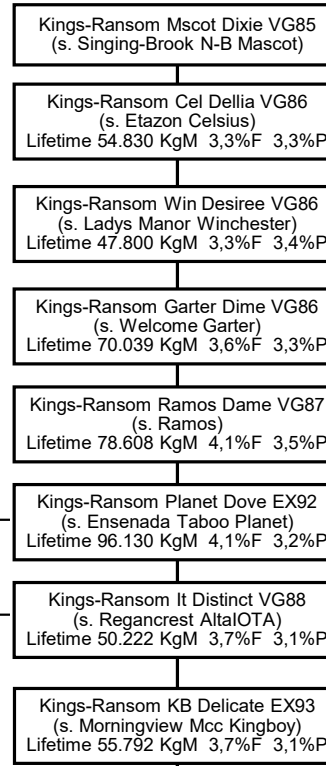 Kings-Ransom Mscot Dixie VG85
(s. Singing-Brook N-B Mascot)
Kings-Ransom Cel Dellia VG86
(s. Etazon Celsius)
Lifetime 54.830 KgM 3,3%F 3,3%P
Kings-Ransom Win Desiree VG86
(s. Ladys Manor Winchester)
Lifetime 47.800 KgM 3,3%F 3,4%P
Kings-Ransom Garter Dime VG86
(s. Welcome Garter)
Lifetime 70.039 KgM 3,6%F 3,3%P
Kings-Ransom Ramos Dame VG87
(s. Ramos)
Lifetime 78.608 KgM 4,1%F 3,5%P
Kings-Ransom Planet Dove EX92
(s. Ensenada Taboo Planet)
Lifetime 96.130 KgM 4,1%F 3,2%P
Kings-Ransom It Distinct VG88
(s. Regancrest AltaIOTA)
Lifetime 50.222 KgM 3,7%F 3,1%P
Kings-Ransom KB Delicate EX93
(s. Morningview Mcc Kingboy)
Lifetime 55.792 KgM 3,7%F 3,1%P